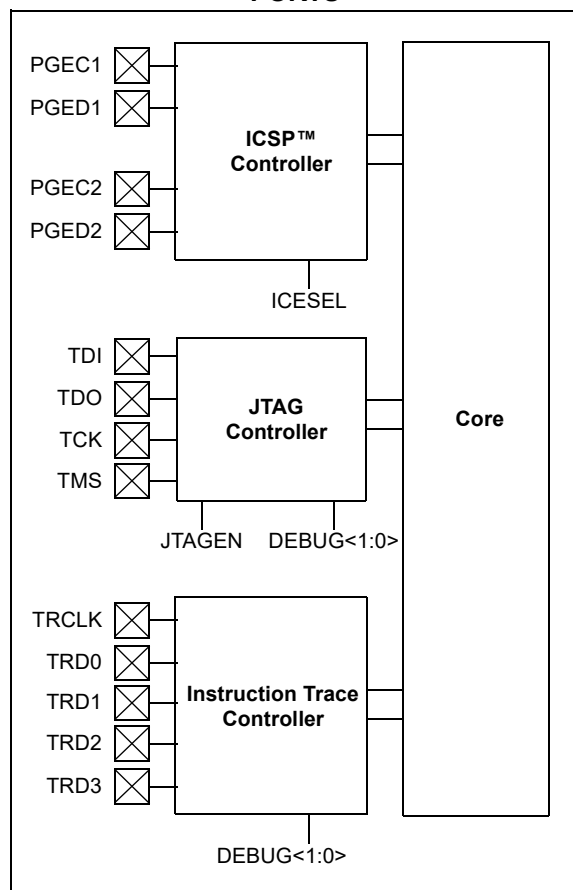 PGEC1
PGED1
PGEC2
PGED2
ICSP™
Controller
ICESEL
TDI
TDO
TCK
TMS
JTAG
Controller
JTAGEN DEBUG<1:0>
Core
TRCLK
TRD0
TRD1
TRD2
TRD3
Instruction Trace
Controller
DEBUG<1:0>